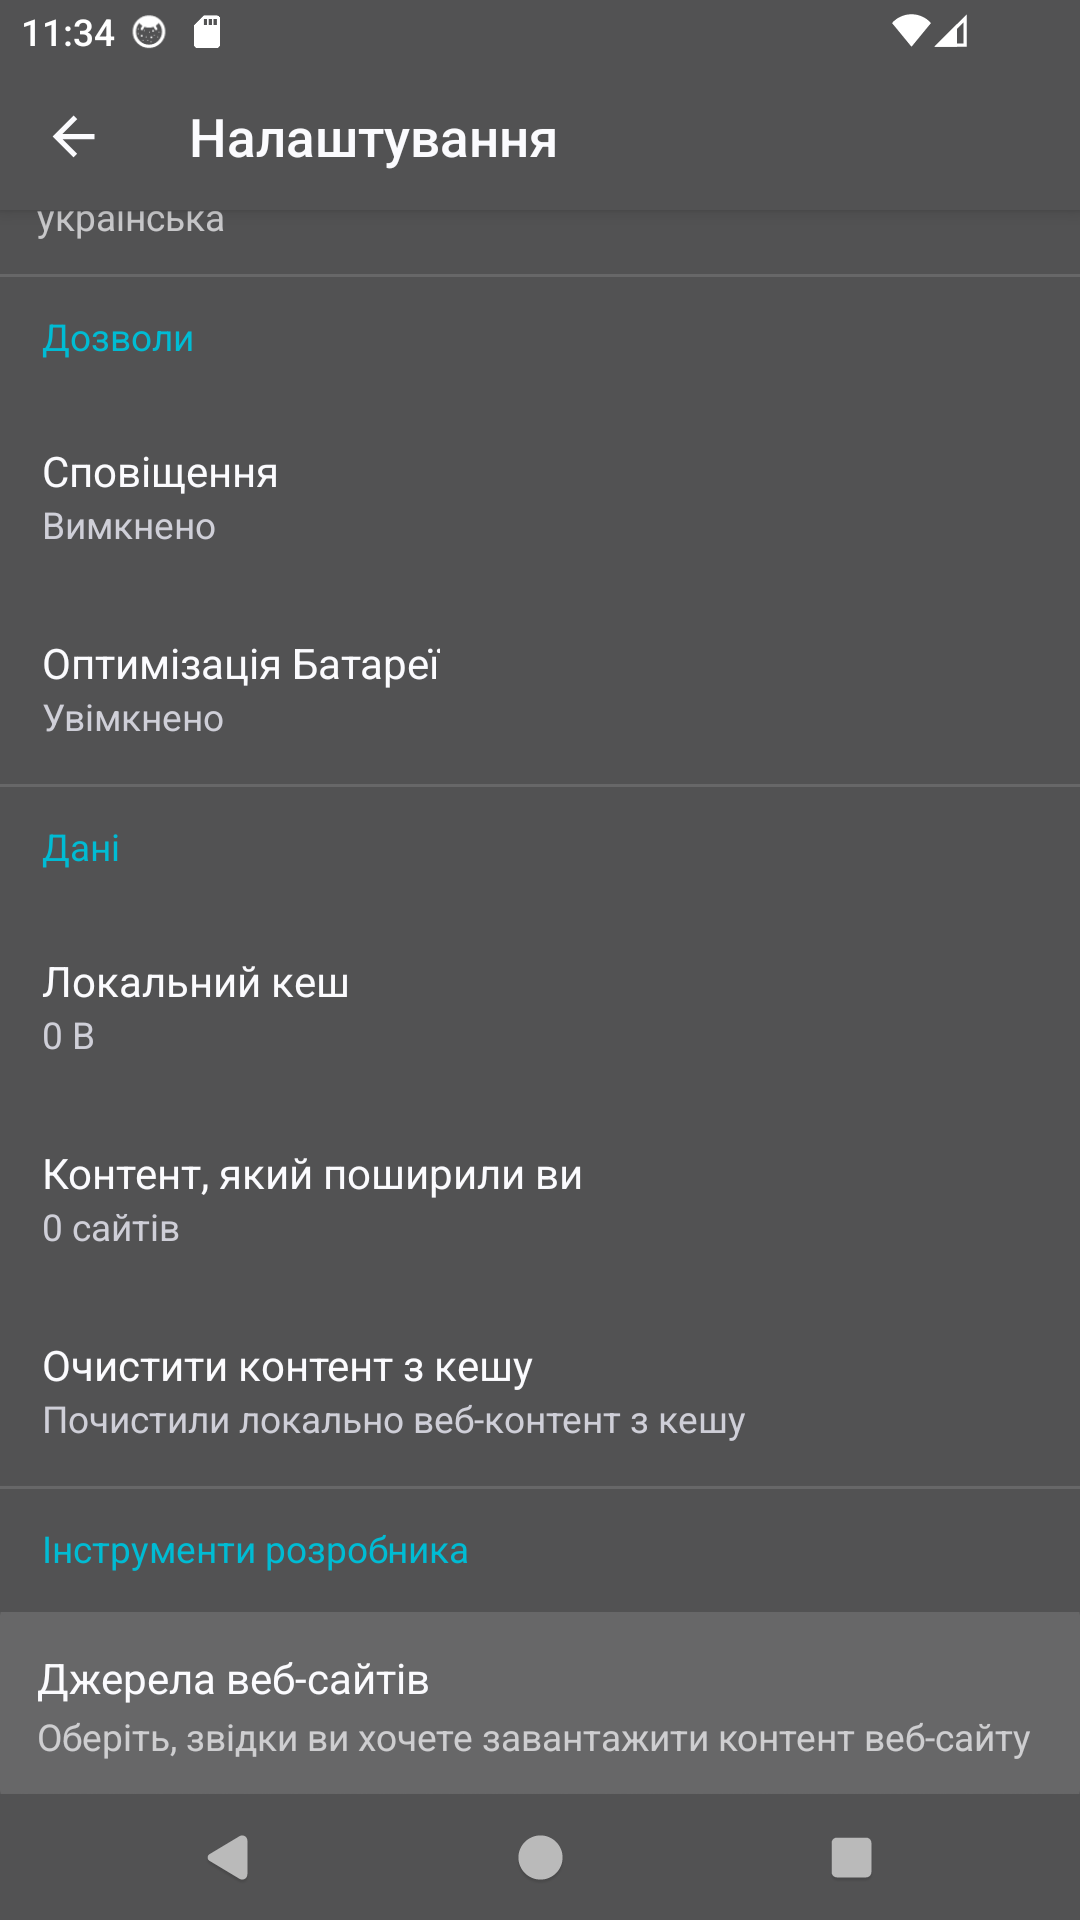 11:34
Налаштування
українська
Дозволи
Сповіщення
Вимкнено
Оптимізація Батареї
Увімкнено
Дані
Локальний кеш
0 B
Контент, який поширили ви
0 сайтів
Очистити контент з кешу
Почистили локально веб-контент з кешу
Інструменти розробника
Джерела веб-сайтів
Оберіть, звідки ви хочете завантажити контент веб-сайту